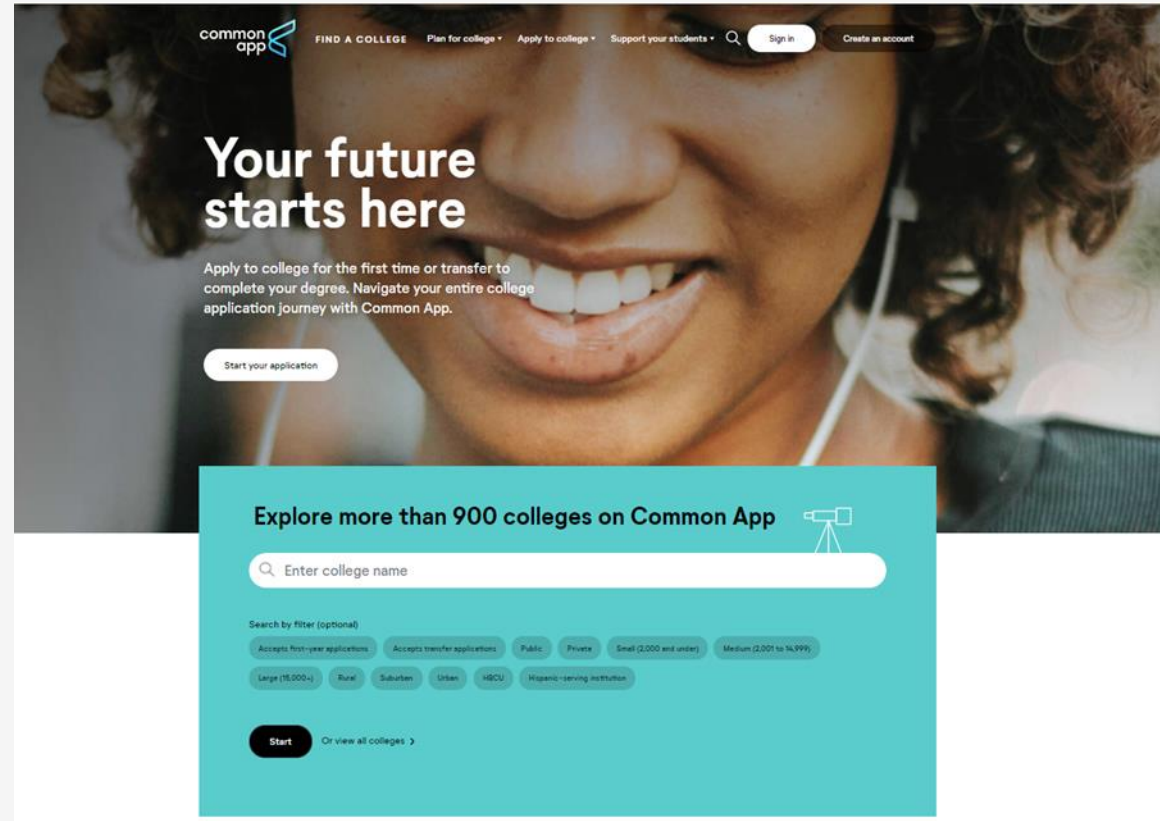 common
app
FIND A COLLEGE
Plan for college
Apply to college
Support your students
Sign in
Create an account
Your future
starts here
Apply to college for the first time or transfer to
complete your degree. Navigate your entire college
application journey with Common App.
Start your application
Explore more than 900 colleges on Common App
Enter college name
Search by filter (optional)
Accepts first-year applications
Accepts transfer applications
Public
Private
Small (2,000 and under)
Medium (2,001 to 14,999)
Large (15,000+)
Rural
Suburban
Urban
HBCU
Hispanic-serving institution
Start
Or view all colleges